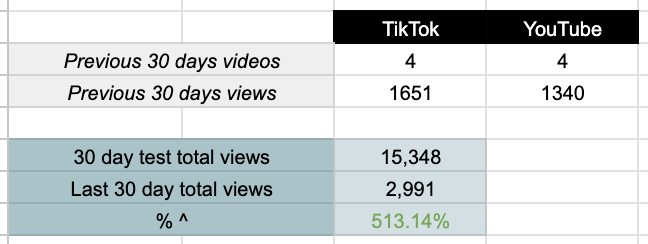 TikTok YouTube
Previous 30 days videos 4 4
Previous 30 days views 1651 1340
30 day test total views 15,348
Last 30 day total views 2,991
% ^ 513.14%